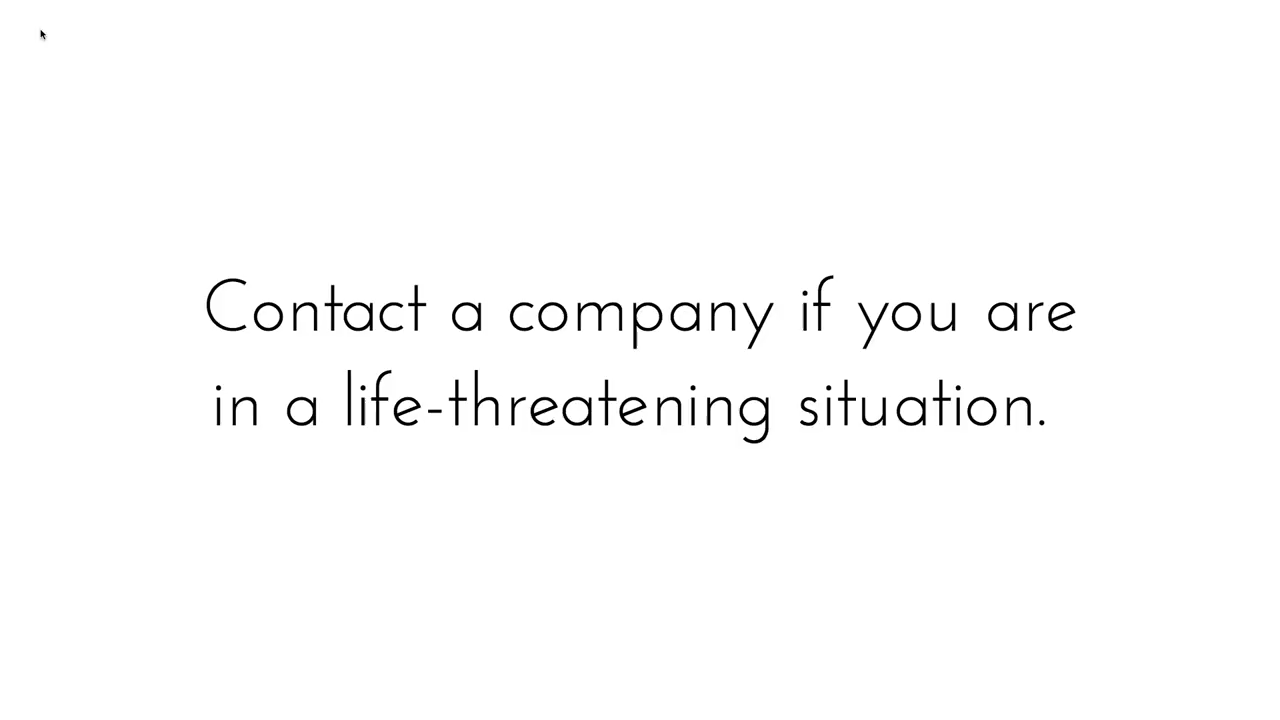 Contact a company if you are
in a life-threatening situation.